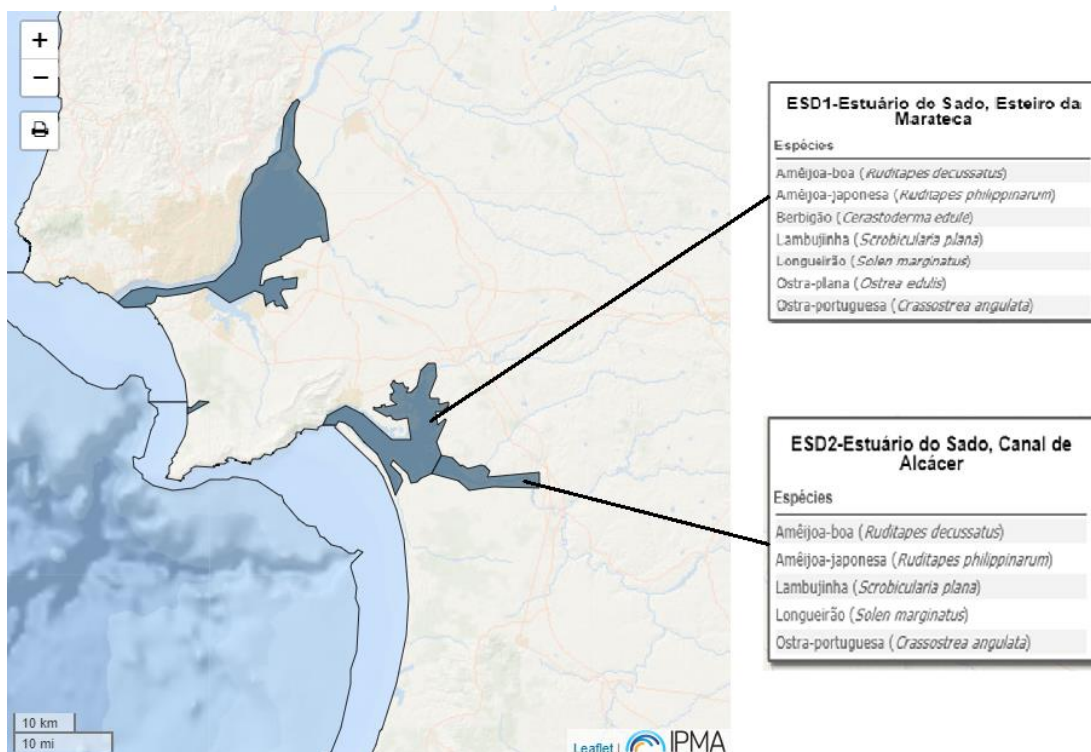 +
−
10 km
10 mi
Leaflet | IPMA
ESD1-Estuário do Sado, Esteiro da
Marateca
Espécies
Amêijoa-boa (Ruditapes decussatus)
Amêijoa-japonesa (Ruditapes philippinarum)
Berbigão (Cerastoderma edule)
Lambujinha (Scrobicularia plana)
Longueirão (Solen marginatus)
Ostra-plana (Ostrea edulis)
Ostra-portuguesa (Crassostrea angulata)
ESD2-Estuário do Sado, Canal de
Alcácer
Espécies
Amêijoa-boa (Ruditapes decussatus)
Amêijoa-japonesa (Ruditapes philippinarum)
Lambujinha (Scrobicularia plana)
Longueirão (Solen marginatus)
Ostra-portuguesa (Crassostrea angulata)